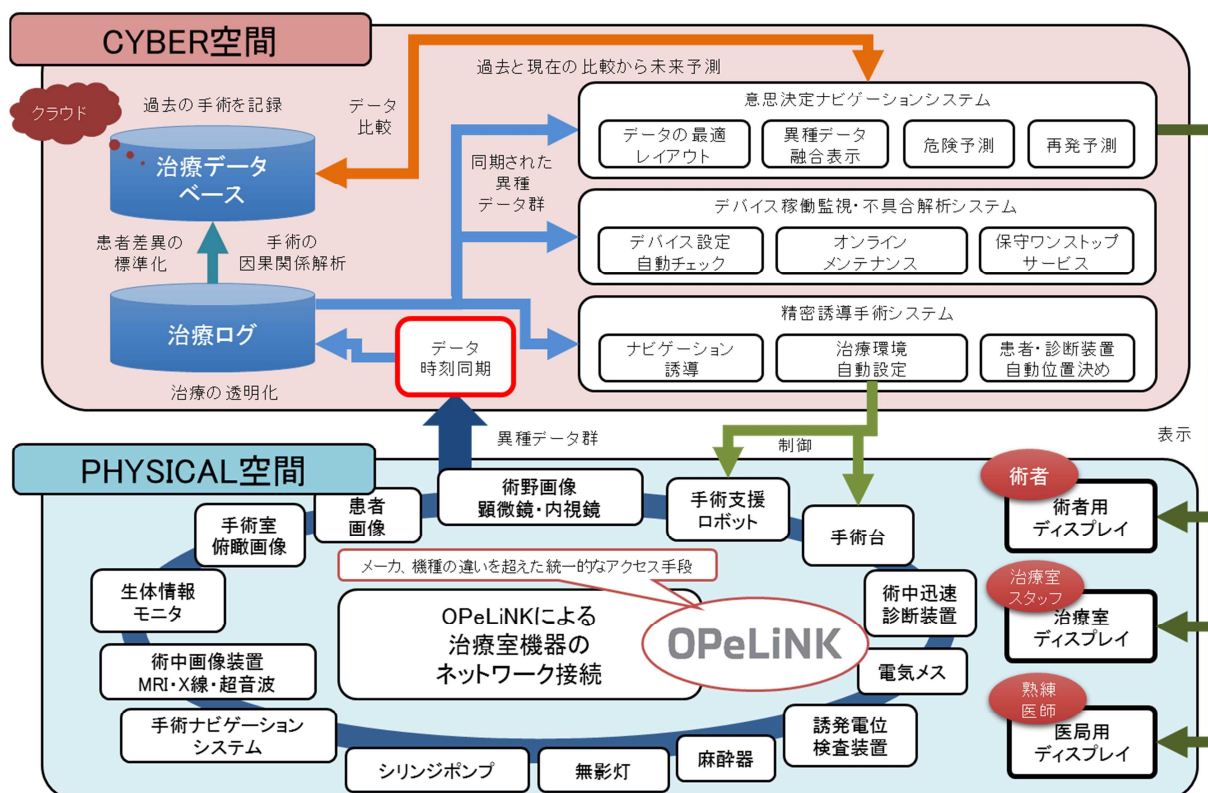 CYBER空間
クラウド
過去の手術を記録
治療データ
ベース
データ
比較
過去と現在の比較から未来予測
意思決定ナビゲーションシステム
データの最適
レイアウト
異種データ
融合表示
危険予測
再発予測
同期された
異種
データ群
デバイス稼働監視・不具合解析システム
デバイス設定
自動チェック
オンライン
メンテナンス
保守ワンストップ
サービス
患者差異の
標準化
手術の
因果関係解析
治療ログ
治療の透明化
データ
時刻同期
精密誘導手術システム
ナビゲーション
誘導
治療環境
自動設定
患者・診断装置
自動位置決め
異種データ群
制御
表示
PHYSICAL空間
術野画像
顕微鏡・内視鏡
患者
画像
手術室
俯瞰画像
生体情報
モニタ
術中画像装置
MRI・X線・超音波
手術ナビゲーション
システム
シリンジポンプ
無影灯
麻酔器
誘発電位
検査装置
電気メス
術中迅速
診断装置
手術台
手術支援
ロボット
メーカ、機種の違いを超えた統一的なアクセス手段
OPeLiNKによる
治療室機器の
ネットワーク接続
OPeLiNK
術者
術者用
ディスプレイ
治療室
スタッフ
治療室
ディスプレイ
熟練
医師
医局用
ディスプレイ